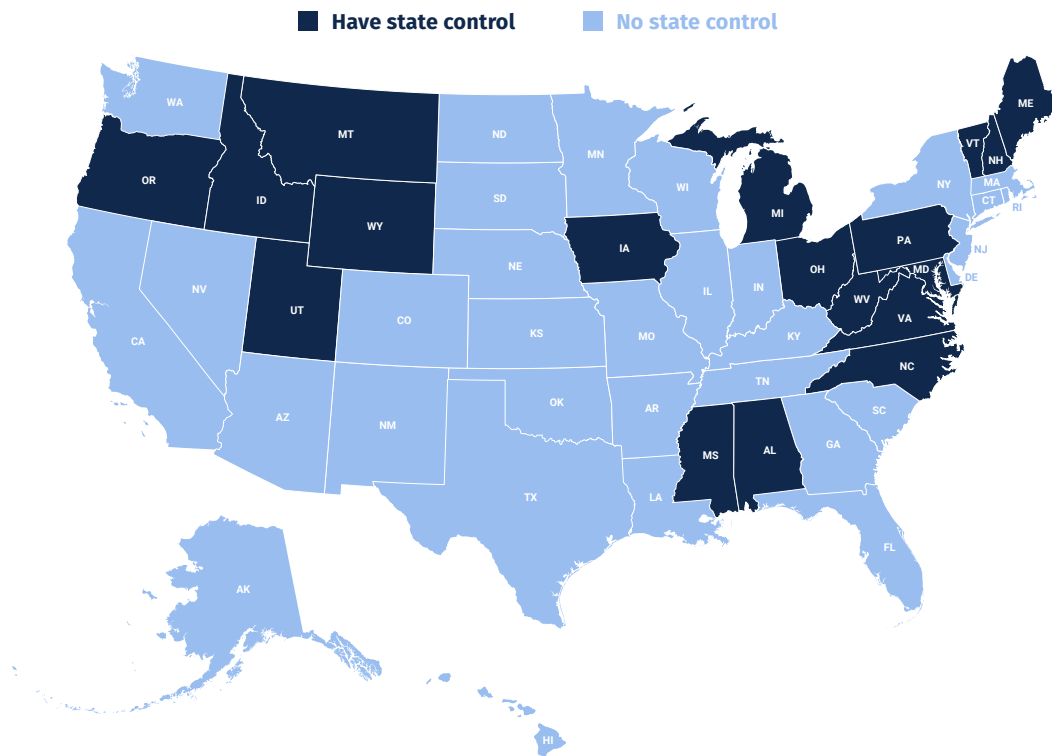 Have state control No state control
WA
MT
ND
MN
ME
VT
NH
OR
ID
SD
WI
NY
MA
CT
RI
MI
WY
IA
PA
NJ
NE
OH
MD
DE
NV
UT
CO
IL
IN
WV
VA
CA
KS
MO
KY
NC
TN
AZ
NM
OK
AR
SC
MS
AL
GA
TX
LA
FL
AK
HI